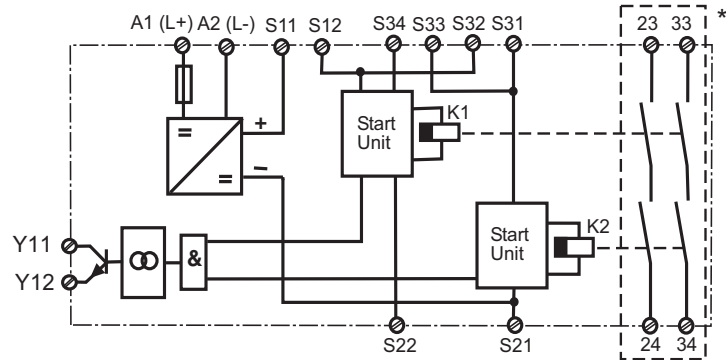 A1 (L+) A2 (L-) S11 S12 S34 S33 S32 S31 23 33 *
Start
Unit
K1
=
+
=
−
Start
Unit
K2
Y11
Y12
&
S22 S21 24 34